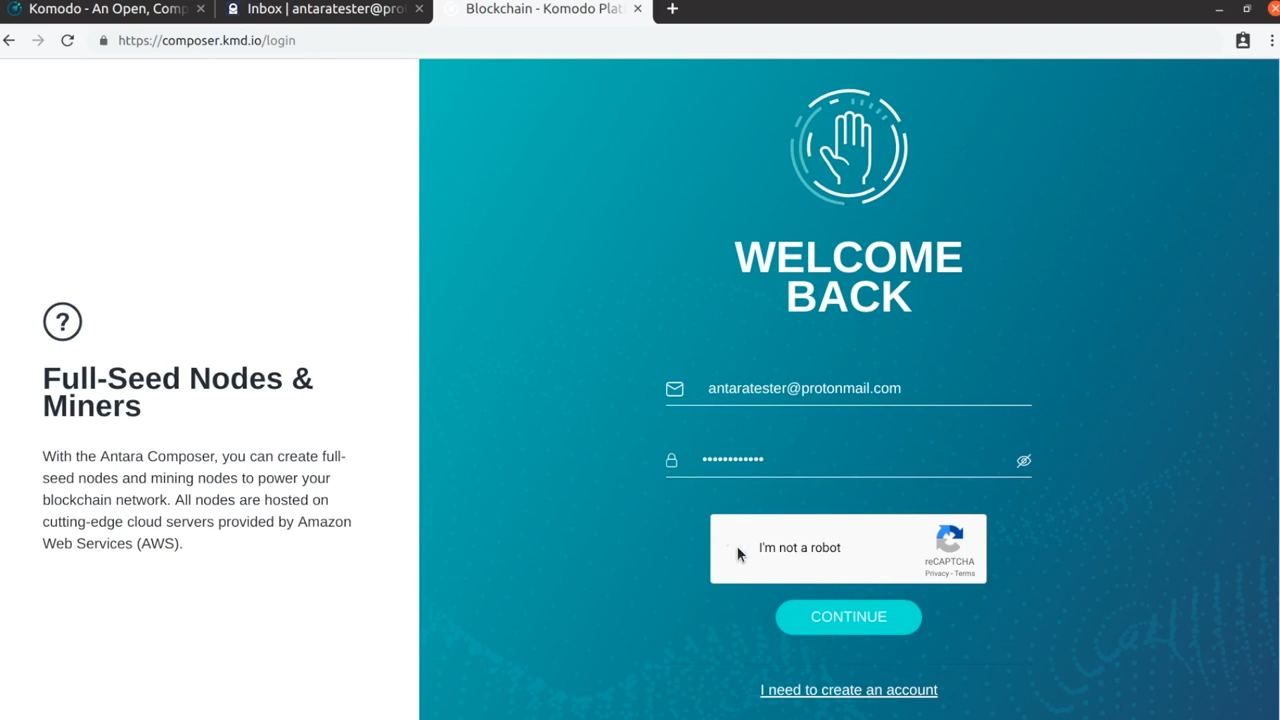 Komodo - An Open, Comp
Inbox | antaratester@pro
Blockchain - Komodo Plat
https://composer.kmd.io/login
WELCOME
BACK
?
Full-Seed Nodes &
Miners
With the Antara Composer, you can create full-
seed nodes and mining nodes to power your
blockchain network. All nodes are hosted on
cutting-edge cloud servers provided by Amazon
Web Services (AWS).
antaratester@protonmail.com
••••••••••••
I'm not a robot
reCAPTCHA
Privacy - Terms
CONTINUE
I need to create an account